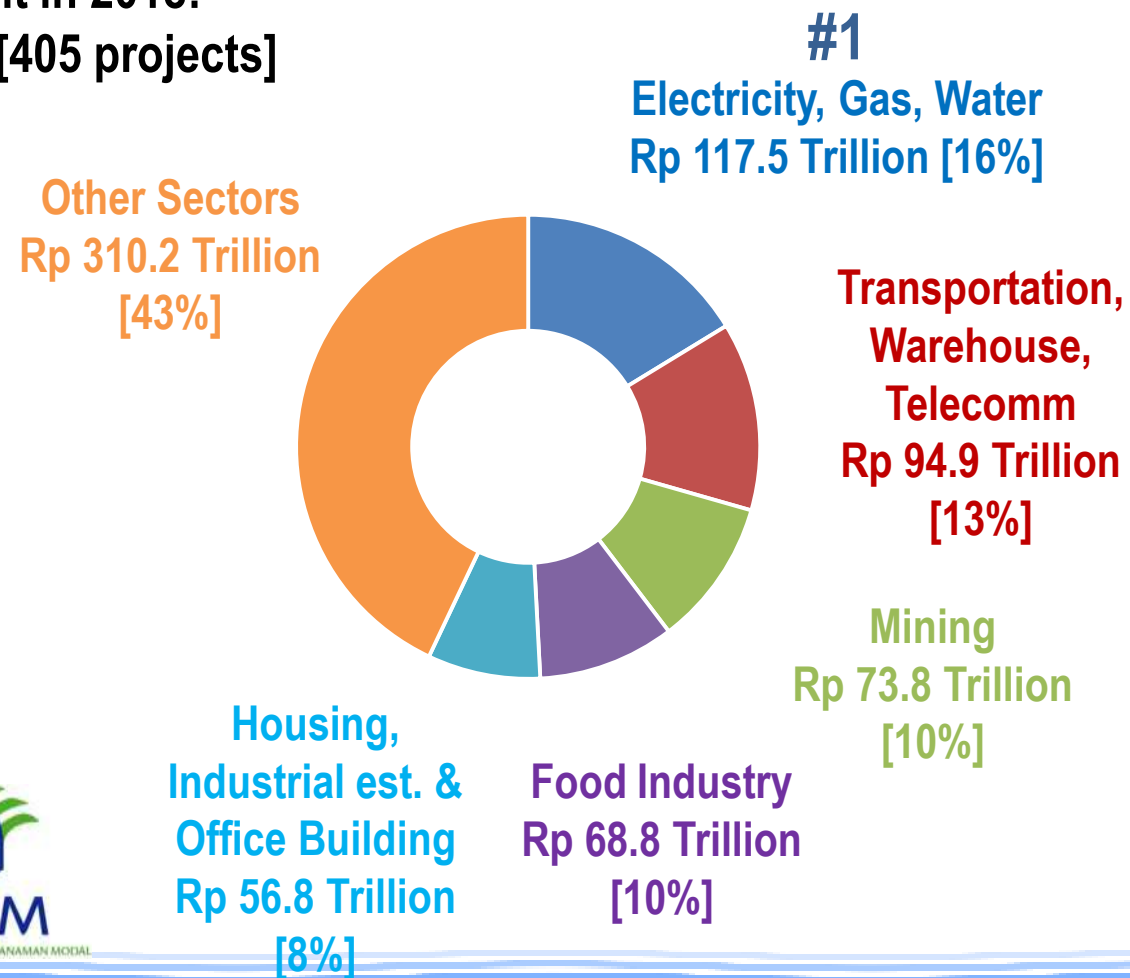 [405 projects]
#1
Electricity, Gas, Water
Rp 117.5 Trillion [16%]
Other Sectors
Rp 310.2 Trillion
[43%]
Transportation,
Warehouse,
Telecomm
Rp 94.9 Trillion
[13%]
Mining
Rp 73.8 Trillion
[10%]
Housing,
Industrial est. &
Office Building
Rp 56.8 Trillion
[8%]
Food Industry
Rp 68.8 Trillion
[10%]
M
ANAMAN MODAL